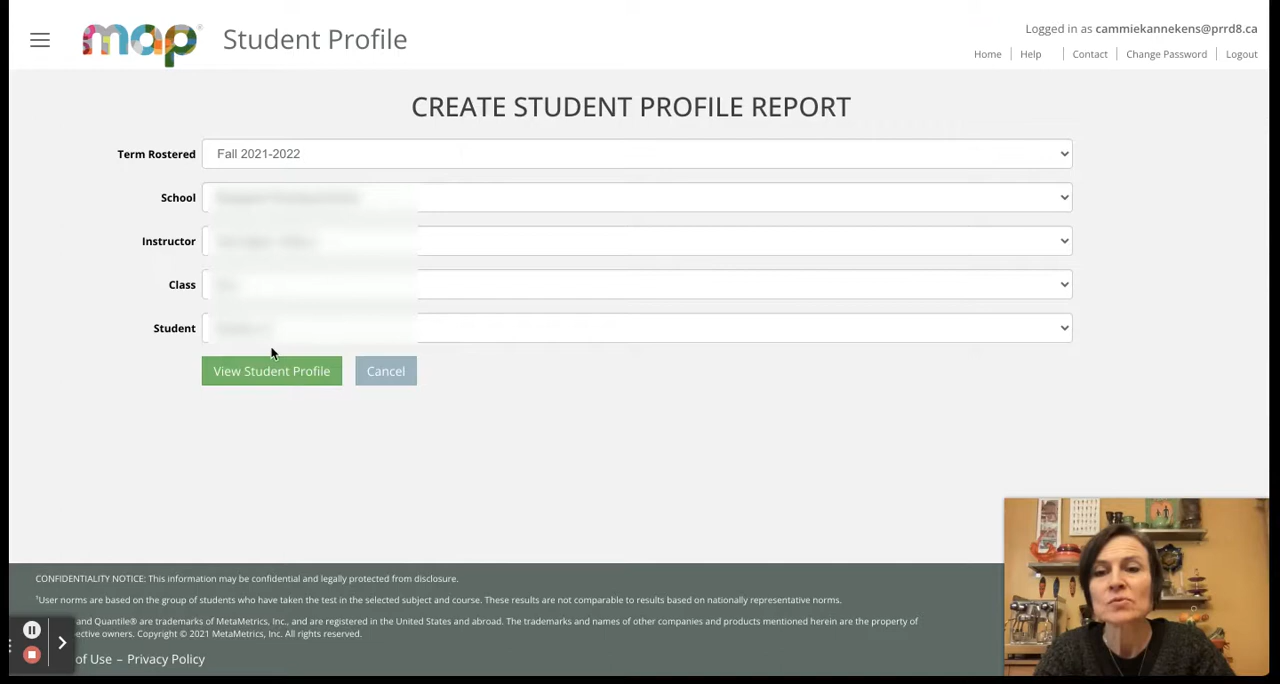 map® Student Profile
Logged in as cammiekannekens@prrd8.ca
Home | Help | Contact | Change Password | Logout
CREATE STUDENT PROFILE REPORT
Term Rostered Fall 2021-2022
School
Instructor
Class
Student
View Student Profile Cancel
CONFIDENTIALITY NOTICE: This information may be confidential and legally protected from disclosure.
†User norms are based on the group of students who have taken the test in the selected subject and course. These results are not comparable to results based on nationally representative norms.
and Quantile® are trademarks of MetaMetrics, Inc., and are registered in the United States and abroad. The trademarks and names of other companies and products mentioned herein are the property of
ective owners. Copyright © 2021 MetaMetrics, Inc. All rights reserved.
of Use – Privacy Policy